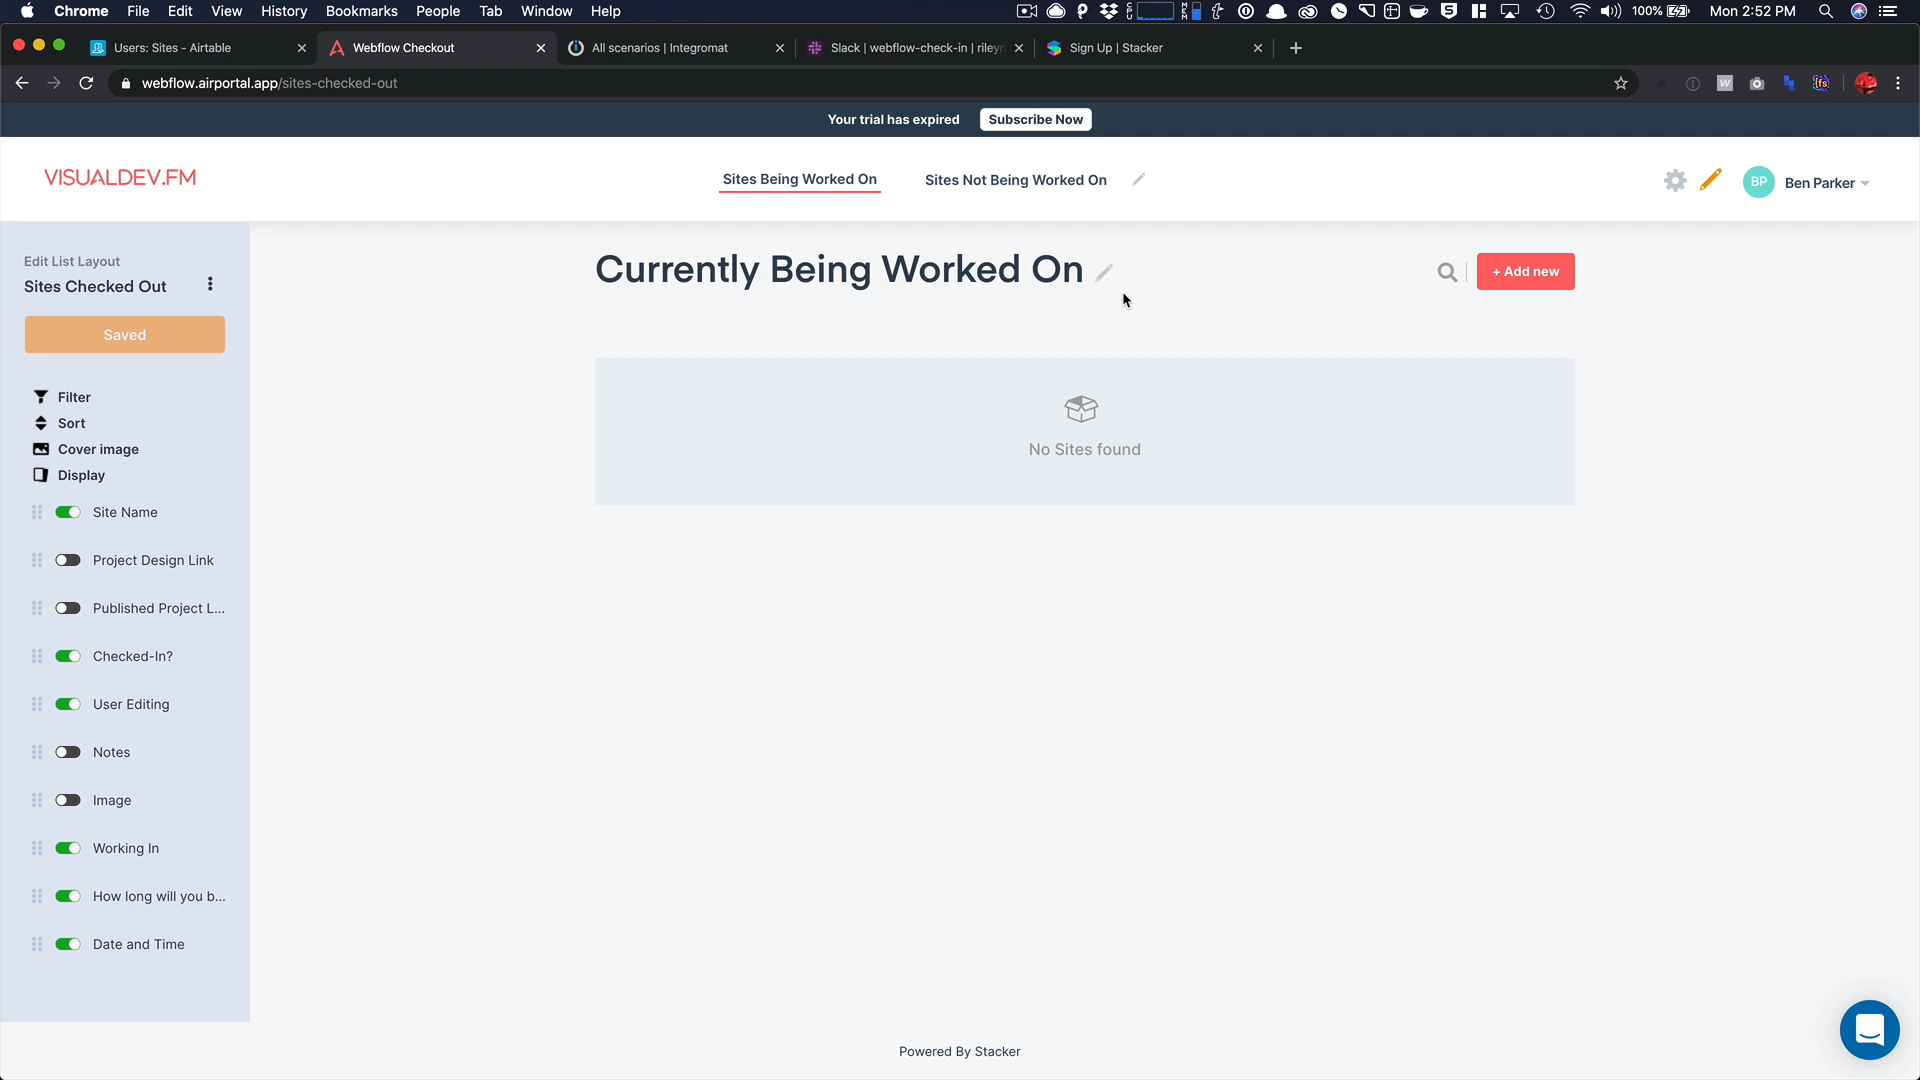 Chrome File Edit View History Bookmarks People Tab Window Help 100% Mon 2:52 PM
Users: Sites - Airtable Webflow Checkout All scenarios | Integromat Slack | webflow-check-in | rileyr Sign Up | Stacker
webflow.airportal.app/sites-checked-out
Your trial has expired Subscribe Now
VISUALDEV.FM
Sites Being Worked On Sites Not Being Worked On
BP Ben Parker
Edit List Layout
Sites Checked Out
Saved
Filter
Sort
Cover image
Display
Site Name
Project Design Link
Published Project L...
Checked-In?
User Editing
Notes
Image
Working In
How long will you b...
Date and Time
Currently Being Worked On
+ Add new
No Sites found
Powered By Stacker